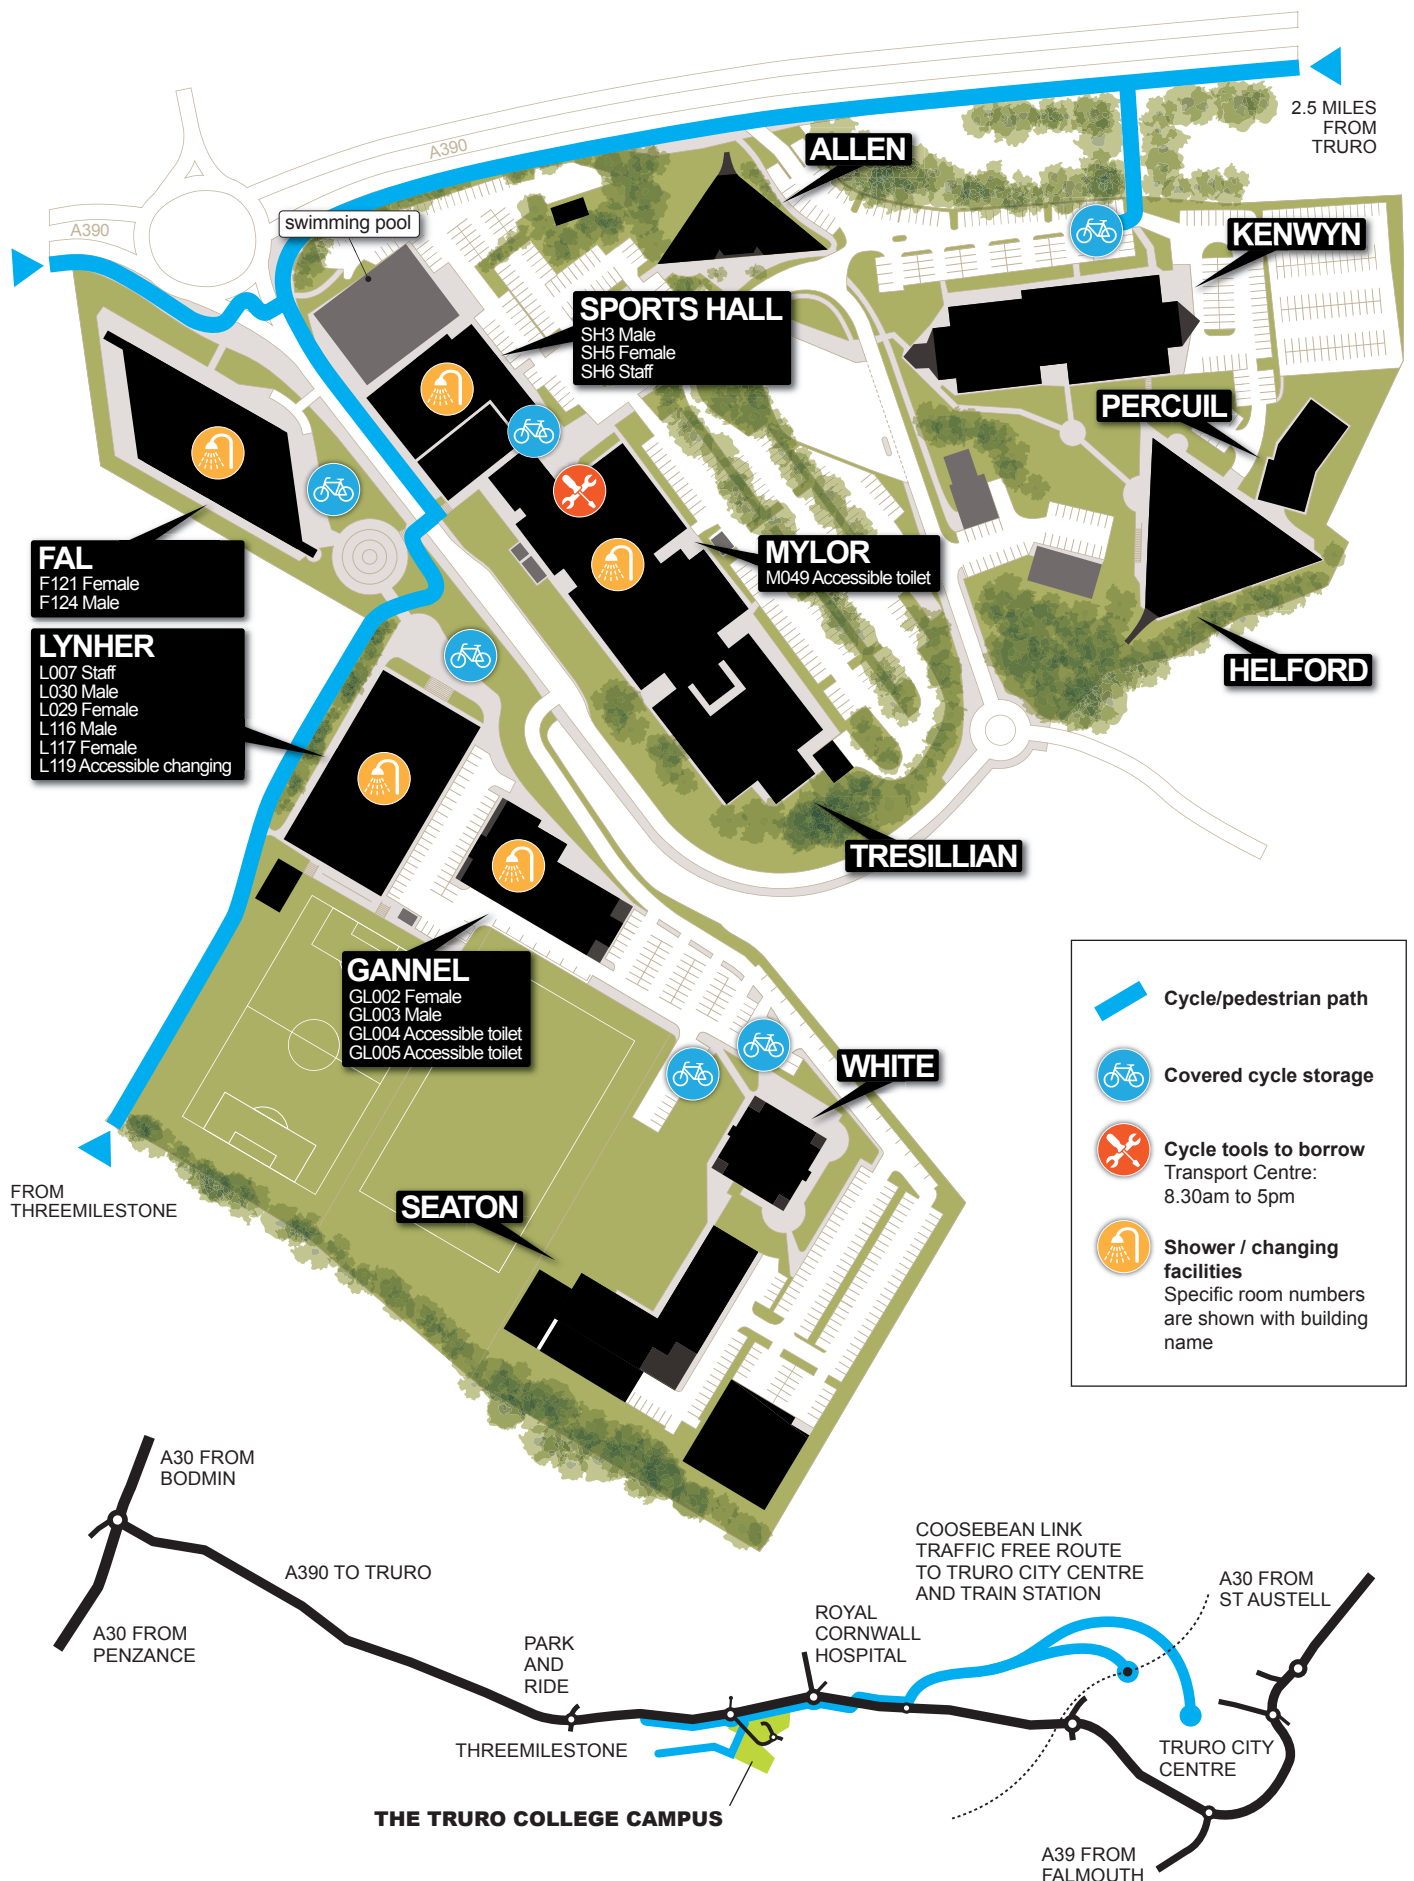 2.5 MILES
FROM
TRURO
A390
A390
swimming pool
ALLEN
KENWYN
SPORTS HALL
SH3 Male
SH5 Female
SH6 Staff
PERCUIL
FAL
F121 Female
F124 Male
MYLOR
M049 Accessible toilet
LYNHER
L007 Staff
L030 Male
L029 Female
L116 Male
L117 Female
L119 Accessible changing
HELFORD
TRESILLIAN
GANNEL
GL002 Female
GL003 Male
GL004 Accessible toilet
GL005 Accessible toilet
WHITE
SEATON
FROM
THREEMILESTONE
Cycle/pedestrian path
Covered cycle storage
Cycle tools to borrow
Transport Centre:
8.30am to 5pm
Shower / changing
facilities
Specific room numbers
are shown with building
name
A30 FROM
BODMIN
A390 TO TRURO
A30 FROM
PENZANCE
PARK
AND
RIDE
THREEMILESTONE
ROYAL
CORNWALL
HOSPITAL
COOSEBEAN LINK
TRAFFIC FREE ROUTE
TO TRURO CITY CENTRE
AND TRAIN STATION
A30 FROM
ST AUSTELL
TRURO CITY
CENTRE
THE TRURO COLLEGE CAMPUS
A39 FROM
FALMOUTH